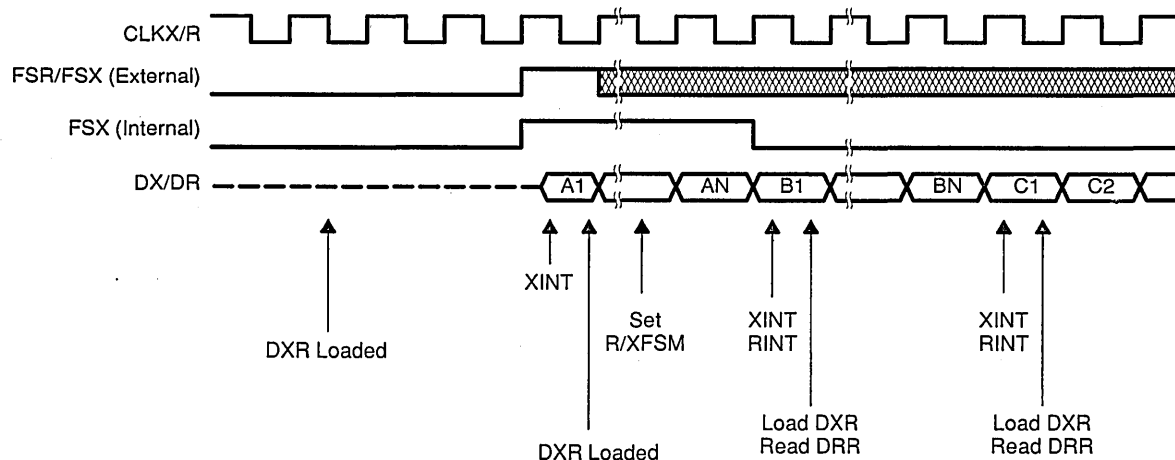 CLKX/R
FSR/FSX (External)
FSX (Internal)
DX/DR
A1
AN
B1
BN
C1
C2
XINT
DXR Loaded
Set
R/XFSM
XINT
RINT
XINT
RINT
DXR Loaded
Load DXR
Read DRR
Load DXR
Read DRR